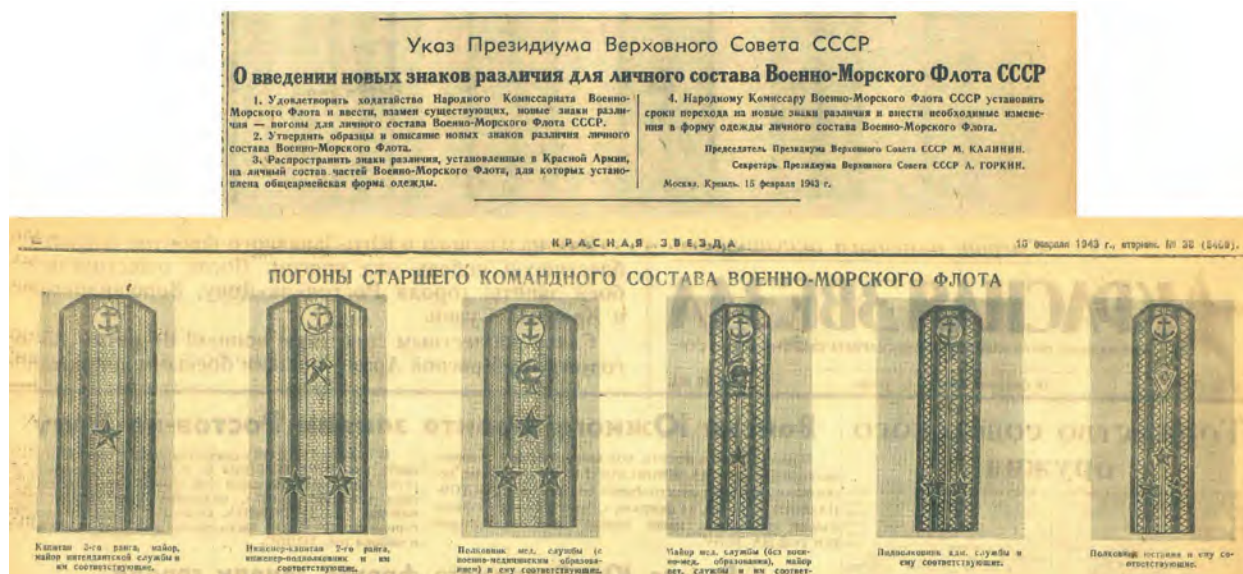 Указ Президиума Верховного Совета СССР
О введении новых знаков различия для личного состава Военно-Морского Флота СССР
1. Удовлетворить ходатайство Народного Комиссариата Военно-
Морского Флота и ввести, взамен существующих, новые знаки разли-
чия — погоны для личного состава Военно-Морского Флота СССР.
2. Утвердить образцы и описание новых знаков различия личного
состава Военно-Морского Флота.
3. Распространить знаки различия, установленные в Красной Армии,
на личный состав частей Военно-Морского Флота, для которых устано-
влена общеармейская форма одежды.
4. Народному Комиссару Военно-Морского Флота СССР установить
сроки перехода на новые знаки различия и внести необходимые измене-
ния в форму одежды личного состава Военно-Морского Флота.
Председатель Президиума Верховного Совета СССР М. КАЛИНИН.
Секретарь Президиума Верховного Совета СССР А. ГОРКИН.
Москва, Кремль. 15 февраля 1943 г.
КРАСНАЯ ЗВЕЗДА
февраля 1943 г., вторник. № 38
ПОГОНЫ СТАРШЕГО КОМАНДНОГО СОСТАВА ВОЕННО-МОРСКОГО ФЛОТА
Капитан 3-го ранга, майор,
майор интендантской службы и
им соответствующие.
Инженер-капитан 2-го ранга,
инженер-подполковник и им
соответствующие.
Полковник мед. службы (с
военно-медицинским образова-
нием) и ему соответствующие.
Майор мед. службы (без воен-
но-мед. образования), майор
вет. службы и им соответ-
Подполковник адм. службы и
ему соответствующие.
Полковник юстиции и ему со-
ответствующие.